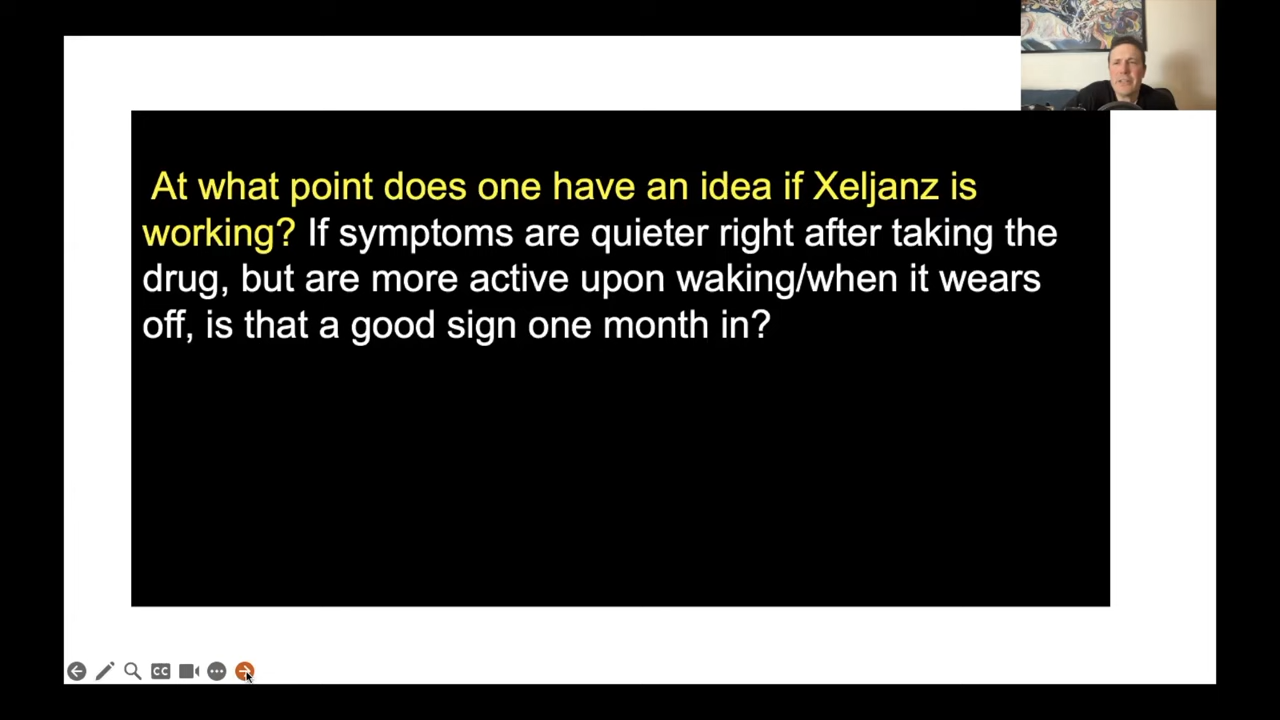 At what point does one have an idea if Xeljanz is
working? If symptoms are quieter right after taking the
drug, but are more active upon waking/when it wears
off, is that a good sign one month in?
CC